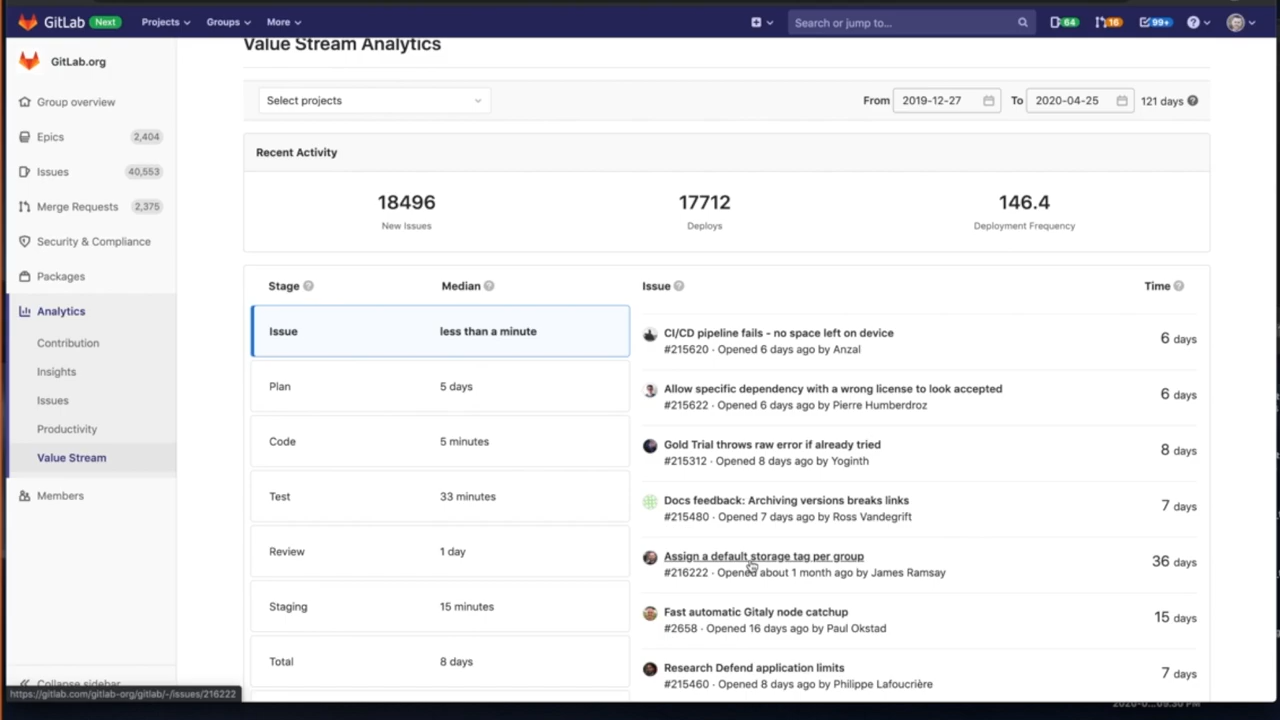 GitLab Next Projects Groups More Search or jump to... 64 16 99+
Value Stream Analytics
GitLab.org
Group overview
Epics 2,404
Issues 40,553
Merge Requests 2,375
Security & Compliance
Packages
Analytics
Contribution
Insights
Issues
Productivity
Value Stream
Members
Collapse sidebar
https://gitlab.com/gitlab-org/gitlab/-/issues/216222
Select projects From 2019-12-27 To 2020-04-25 121 days
Recent Activity
18496 17712 146.4
New Issues Deploys Deployment Frequency
Stage Median
Issue less than a minute
Plan 5 days
Code 5 minutes
Test 33 minutes
Review 1 day
Staging 15 minutes
Total 8 days
Issue Time
CI/CD pipeline fails - no space left on device
#215620 · Opened 6 days ago by Anzal
6 days
Allow specific dependency with a wrong license to look accepted
#215622 · Opened 6 days ago by Pierre Humberdroz
6 days
Gold Trial throws raw error if already tried
#215312 · Opened 8 days ago by Yoginth
8 days
Docs feedback: Archiving versions breaks links
#215480 · Opened 7 days ago by Ross Vandegrift
7 days
Assign a default storage tag per group
#216222 · Opened about 1 month ago by James Ramsay
36 days
Fast automatic Gitaly node catchup
#2658 · Opened 16 days ago by Paul Okstad
15 days
Research Defend application limits
#215460 · Opened 8 days ago by Philippe Lafoucrière
7 days